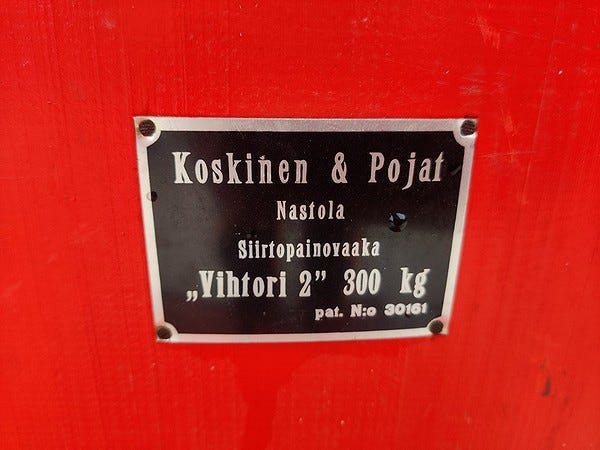 Koskinen & Pojat
Nastola
Siirtopainovaaka
„Vihtori 2” 300 kg
pat. N:o 30161